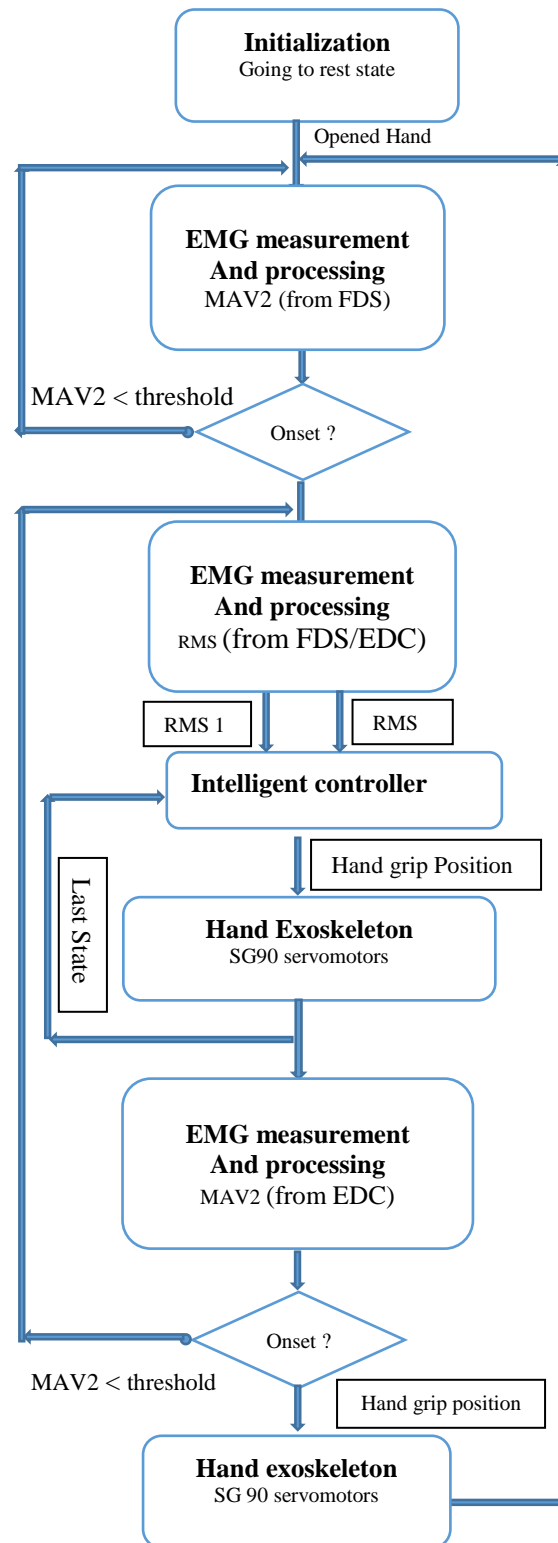 Initialization
Going to rest state
Opened Hand
EMG measurement
And processing
MAV2 (from FDS)
MAV2 < threshold
Onset ?
EMG measurement
And processing
RMS (from FDS/EDC)
RMS 1
RMS
Intelligent controller
Hand grip Position
Last State
Hand Exoskeleton
SG90 servomotors
EMG measurement
And processing
MAV2 (from EDC)
Onset ?
MAV2 < threshold
Hand grip position
Hand exoskeleton
SG 90 servomotors